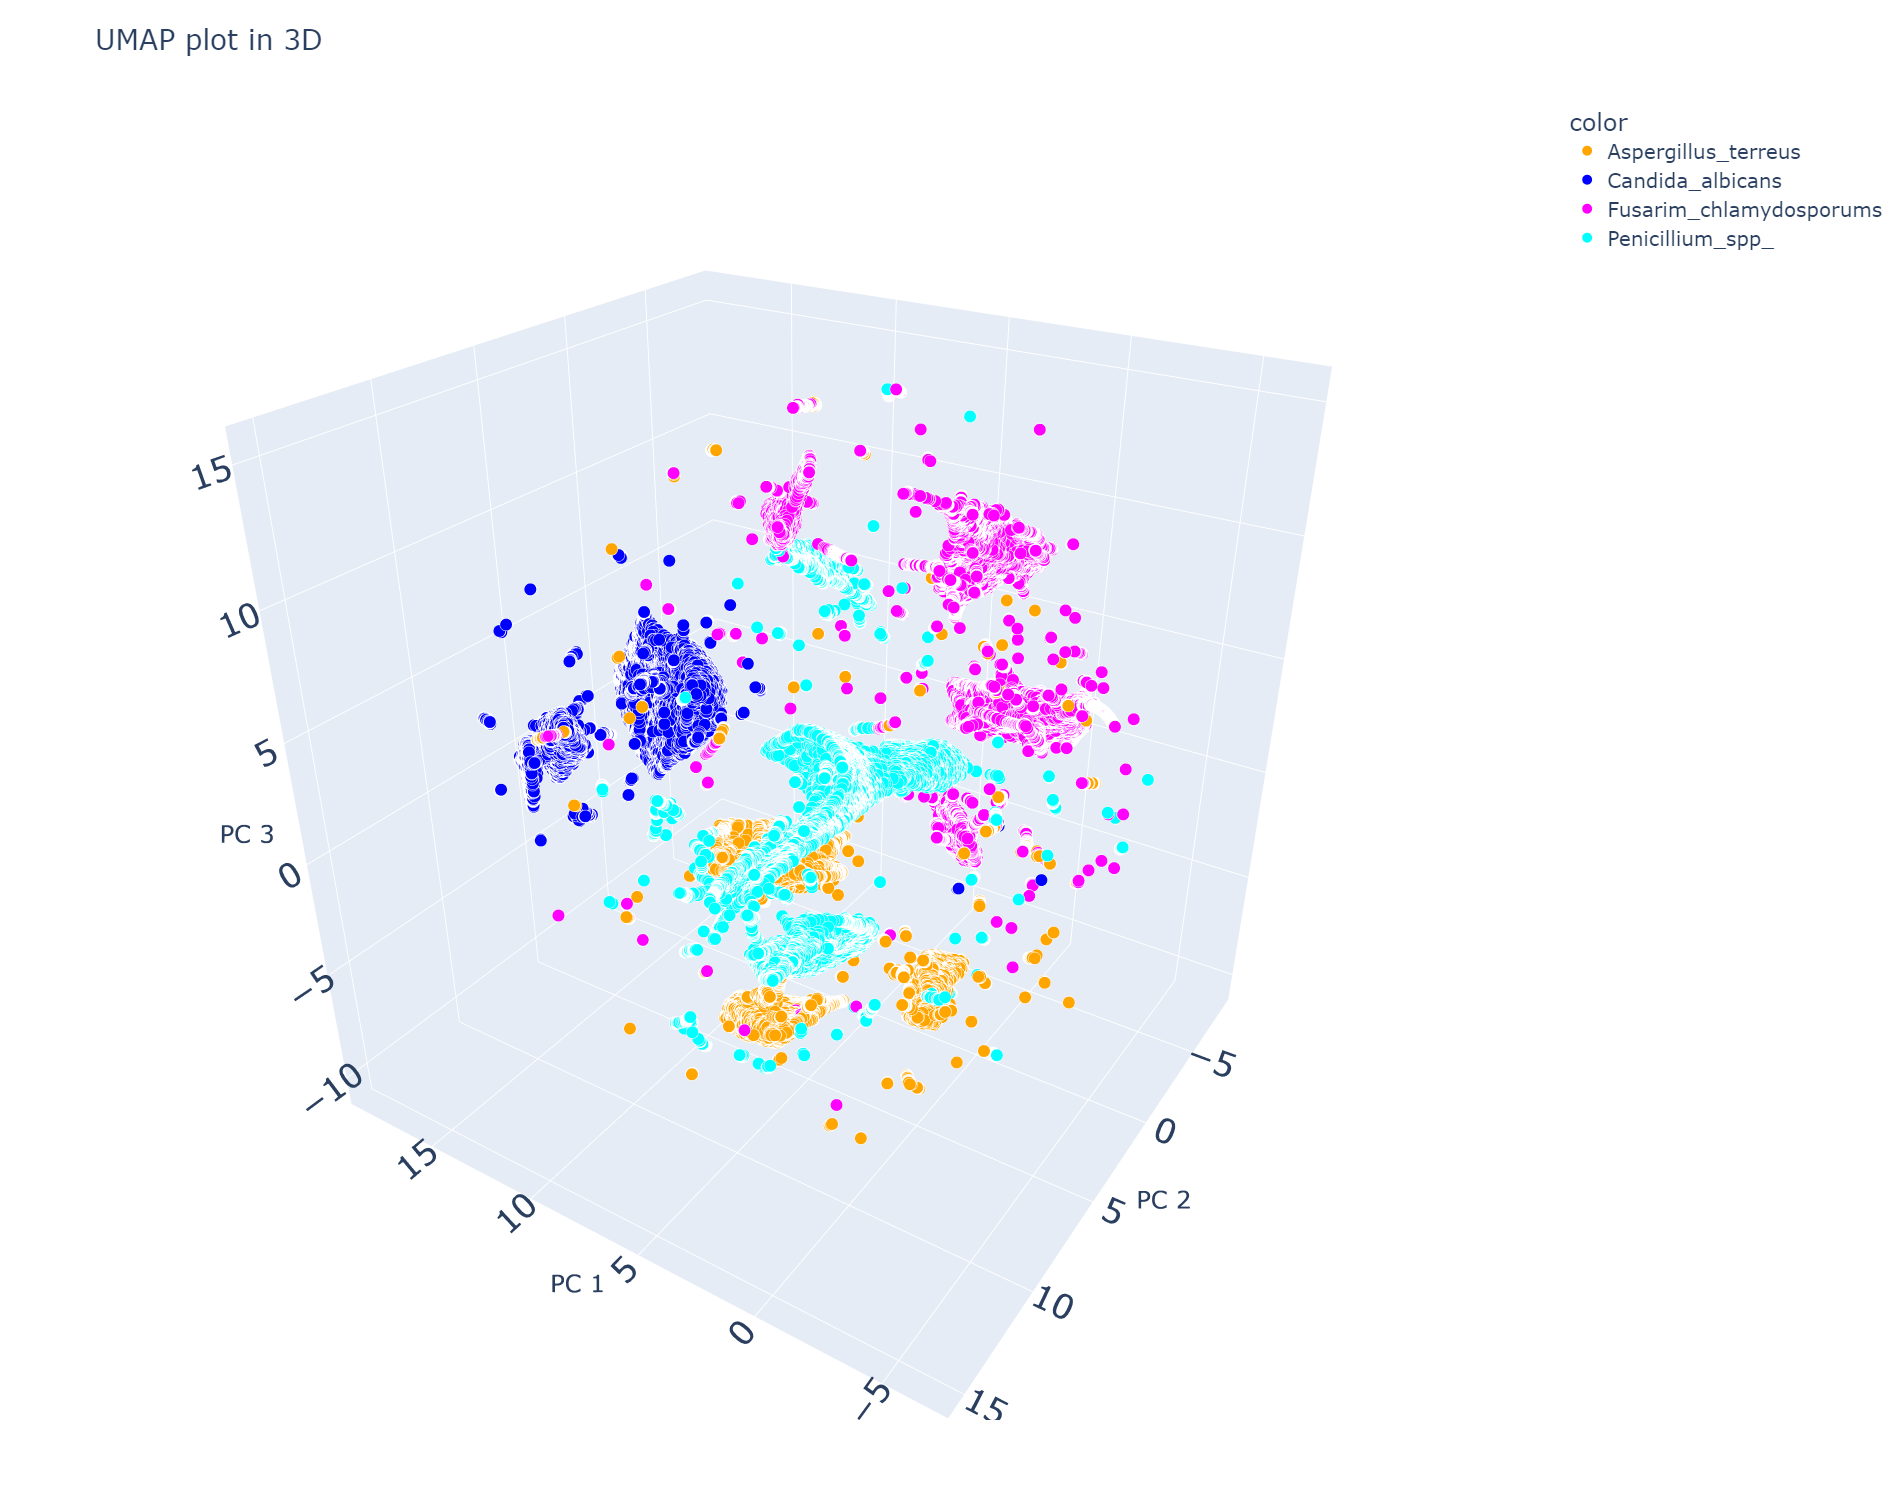 UMAP plot in 3D
color
Aspergillus_terreus
Candida_albicans
Fusarim_chlamydosporums
Penicillium_spp_
15
10
5
0
−5
−10
PC 3
15
10
5
0
−5
PC 1
−5
0
5
10
15
PC 2